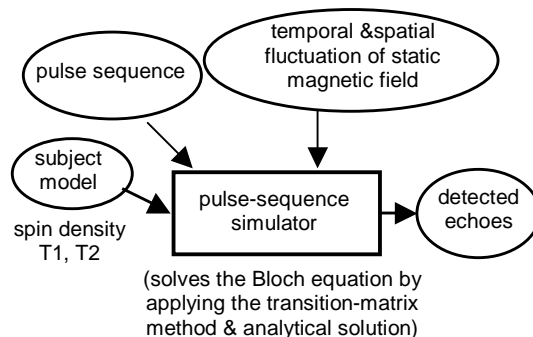 temporal &spatial
fluctuation of static
magnetic field
pulse sequence
subject
model
spin density
T1, T2
pulse-sequence
simulator
detected
echoes
(solves the Bloch equation by
applying the transition-matrix
method & analytical solution)